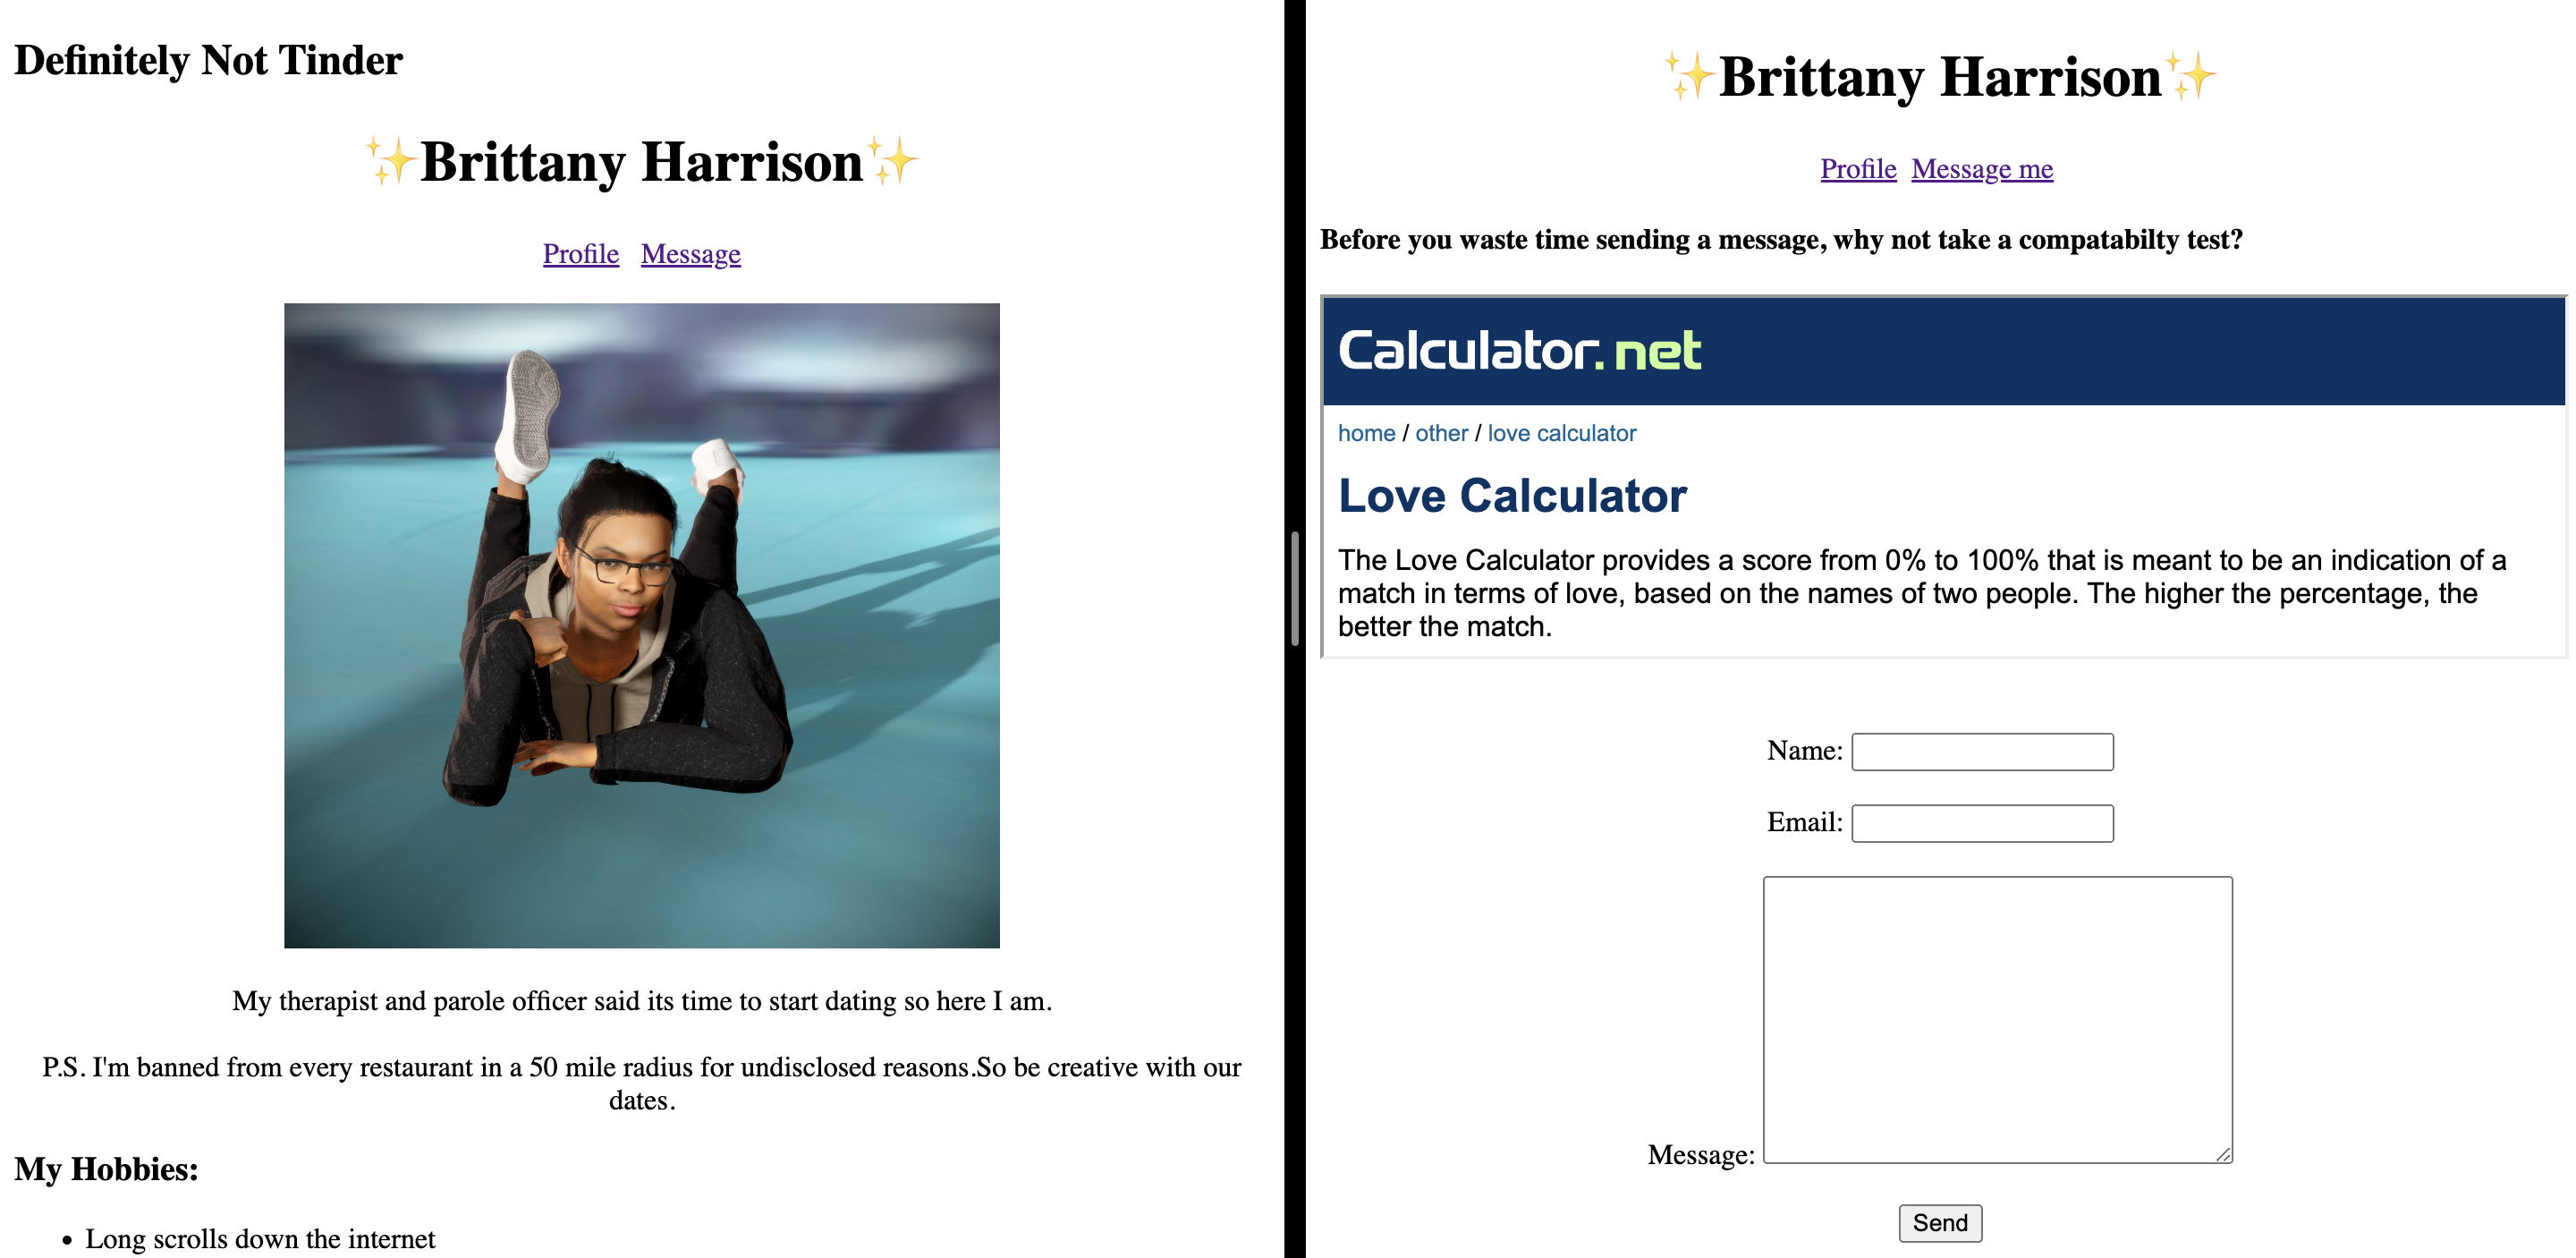 Definitely Not Tinder
✨Brittany Harrison✨
Profile Message
My therapist and parole officer said its time to start dating so here I am.
P.S. I'm banned from every restaurant in a 50 mile radius for undisclosed reasons.So be creative with our
dates.
My Hobbies:
• Long scrolls down the internet
✨Brittany Harrison✨
Profile Message me
Before you waste time sending a message, why not take a compatabilty test?
Calculator.net
home / other / love calculator
Love Calculator
The Love Calculator provides a score from 0% to 100% that is meant to be an indication of a
match in terms of love, based on the names of two people. The higher the percentage, the
better the match.
Name:
Email:
Message:
Send